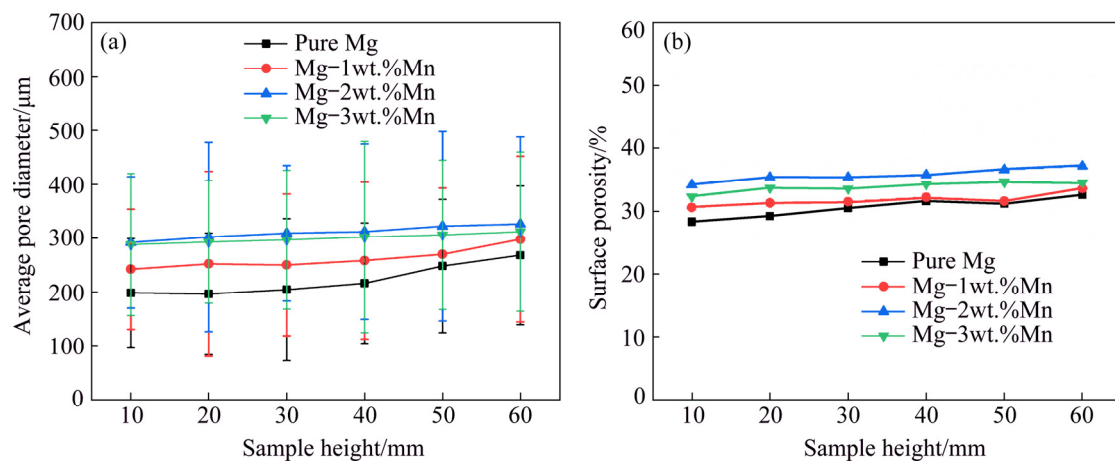 (a)
Pure Mg
Mg−1wt.%Mn
Mg−2wt.%Mn
Mg−3wt.%Mn
700
600
500
400
300
200
100
0
Average pore diameter/μm
10 20 30 40 50 60
Sample height/mm
(b)
Pure Mg
Mg−1wt.%Mn
Mg−2wt.%Mn
Mg−3wt.%Mn
60
50
40
30
20
10
0
Surface porosity/%
10 20 30 40 50 60
Sample height/mm